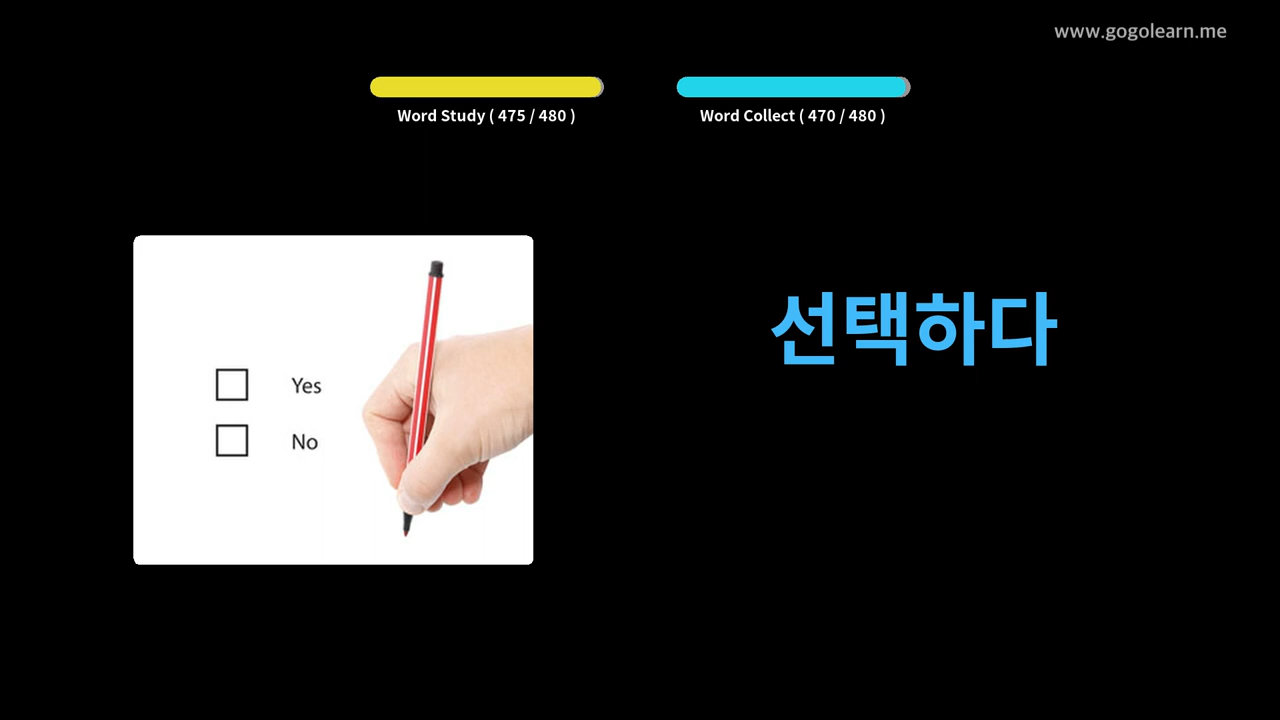 www.gogolearn.me
Word Study ( 475 / 480 )
Word Collect ( 470 / 480 )
Yes
No
선택하다